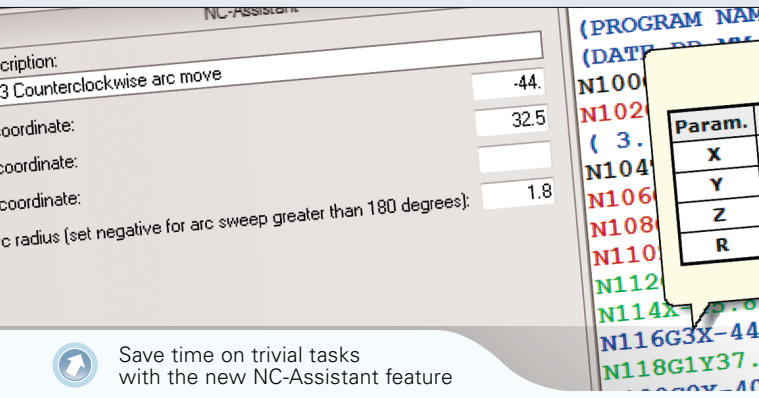 NC-Assistant
cription:
3 Counterclockwise arc move
coordinate:
-44.
coordinate:
32.5
coordinate:
c radius (set negative for arc sweep greater than 180 degrees):
1.8
(PROGRAM NAM
(DATE
N100
N102
( 3.
N104
N106
N108
N110
N112
N114X
N116G3X-44
N118G1Y37.
Param.
X
Y
Z
R
Save time on trivial tasks
with the new NC-Assistant feature